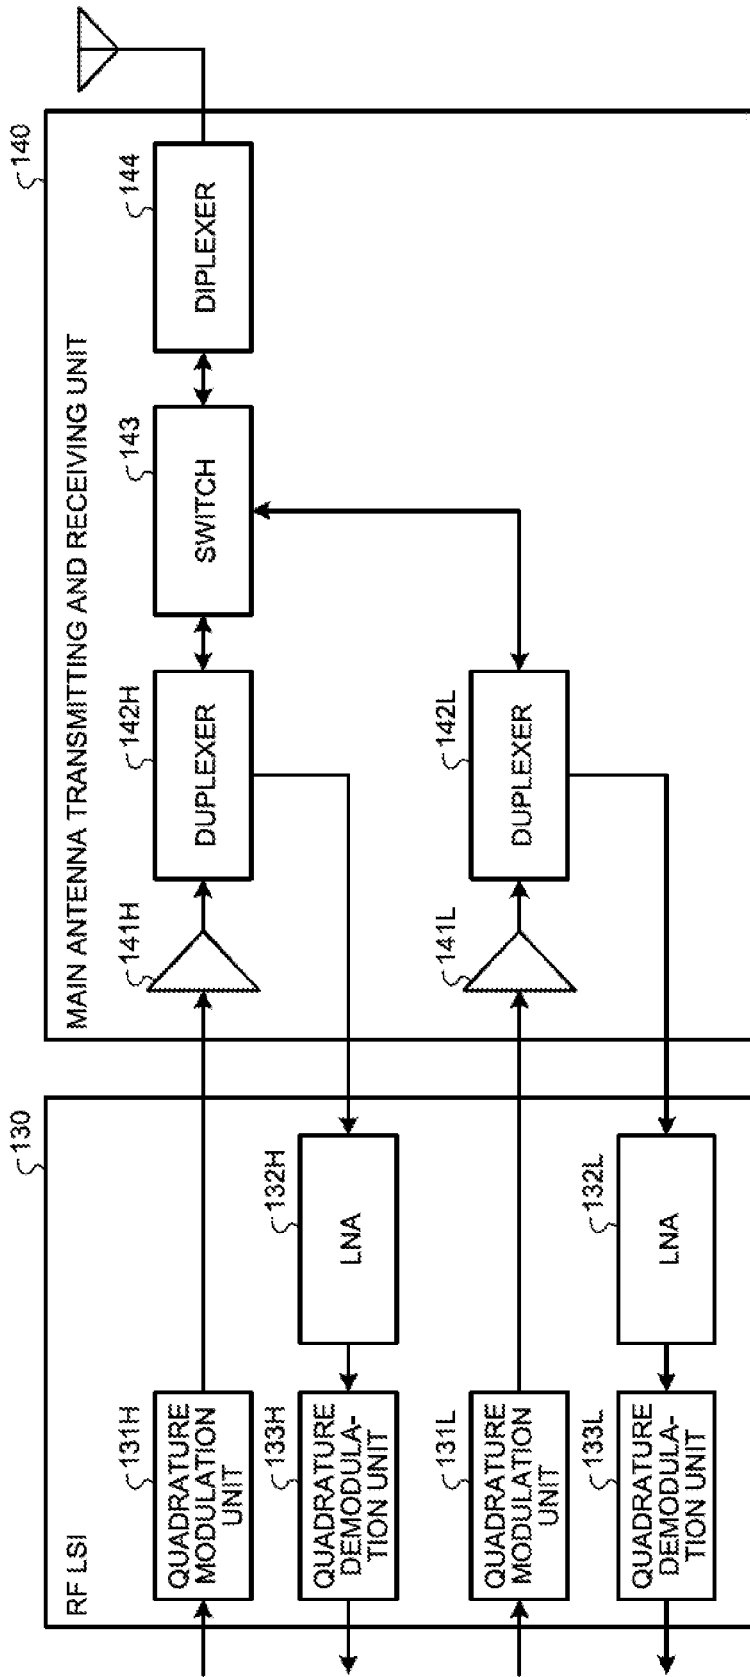 130
RF LSI
131H
QUADRATURE
MODULATION
UNIT
132H
LNA
133H
QUADRATURE
DEMODULA-
TION UNIT
131L
QUADRATURE
MODULATION
UNIT
132L
LNA
133L
QUADRATURE
DEMODULA-
TION UNIT
140
MAIN ANTENNA TRANSMITTING AND RECEIVING UNIT
141H
142H
DUPLEXER
143
SWITCH
144
DIPLEXER
141L
142L
DUPLEXER